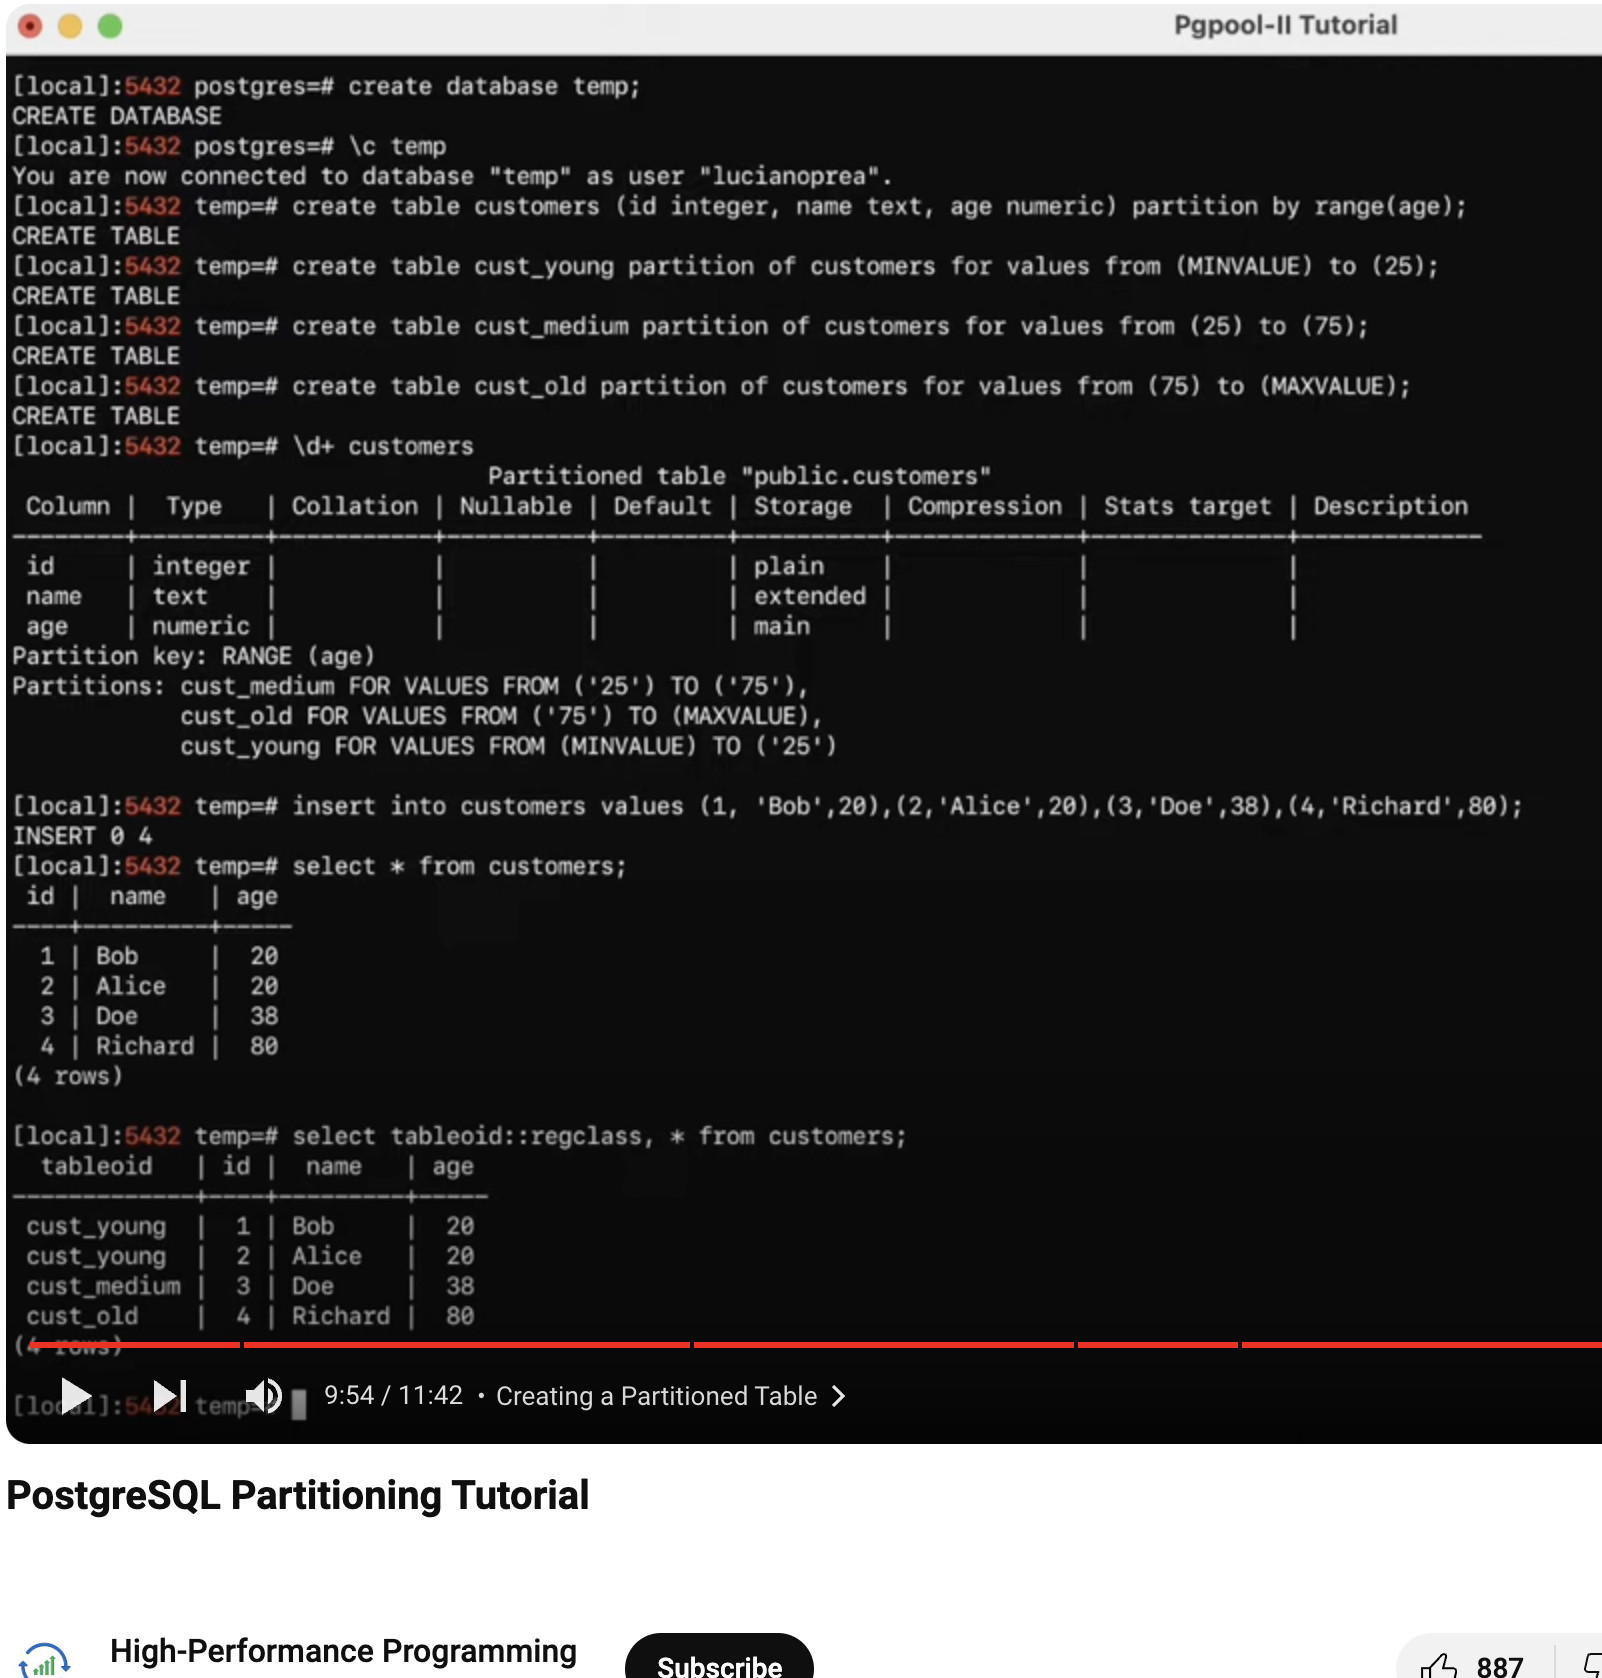 Pgpool-II Tutorial
[local]:5432 postgres=# create database temp;
CREATE DATABASE
[local]:5432 postgres=# \c temp
You are now connected to database "temp" as user "lucianoprea".
[local]:5432 temp=# create table customers (id integer, name text, age numeric) partition by range(age);
CREATE TABLE
[local]:5432 temp=# create table cust_young partition of customers for values from (MINVALUE) to (25);
CREATE TABLE
[local]:5432 temp=# create table cust_medium partition of customers for values from (25) to (75);
CREATE TABLE
[local]:5432 temp=# create table cust_old partition of customers for values from (75) to (MAXVALUE);
CREATE TABLE
[local]:5432 temp=# \d+ customers
Partitioned table "public.customers"
Column | Type | Collation | Nullable | Default | Storage | Compression | Stats target | Description
id | integer | | | | plain | | |
name | text | | | | extended | | |
age | numeric | | | | main | | |
Partition key: RANGE (age)
Partitions: cust_medium FOR VALUES FROM ('25') TO ('75'),
cust_old FOR VALUES FROM ('75') TO (MAXVALUE),
cust_young FOR VALUES FROM (MINVALUE) TO ('25')
[local]:5432 temp=# insert into customers values (1, 'Bob',20),(2,'Alice',20),(3,'Doe',38),(4,'Richard',80);
INSERT 0 4
[local]:5432 temp=# select * from customers;
id | name | age
1 | Bob | 20
2 | Alice | 20
3 | Doe | 38
4 | Richard | 80
(4 rows)
[local]:5432 temp=# select tableoid::regclass, * from customers;
tableoid | id | name | age
cust_young | 1 | Bob | 20
cust_young | 2 | Alice | 20
cust_medium | 3 | Doe | 38
cust_old | 4 | Richard | 80
(4 rows)
[local]:5432 temp=#
9:54 / 11:42 • Creating a Partitioned Table
PostgreSQL Partitioning Tutorial
High-Performance Programming
Subscribe
887